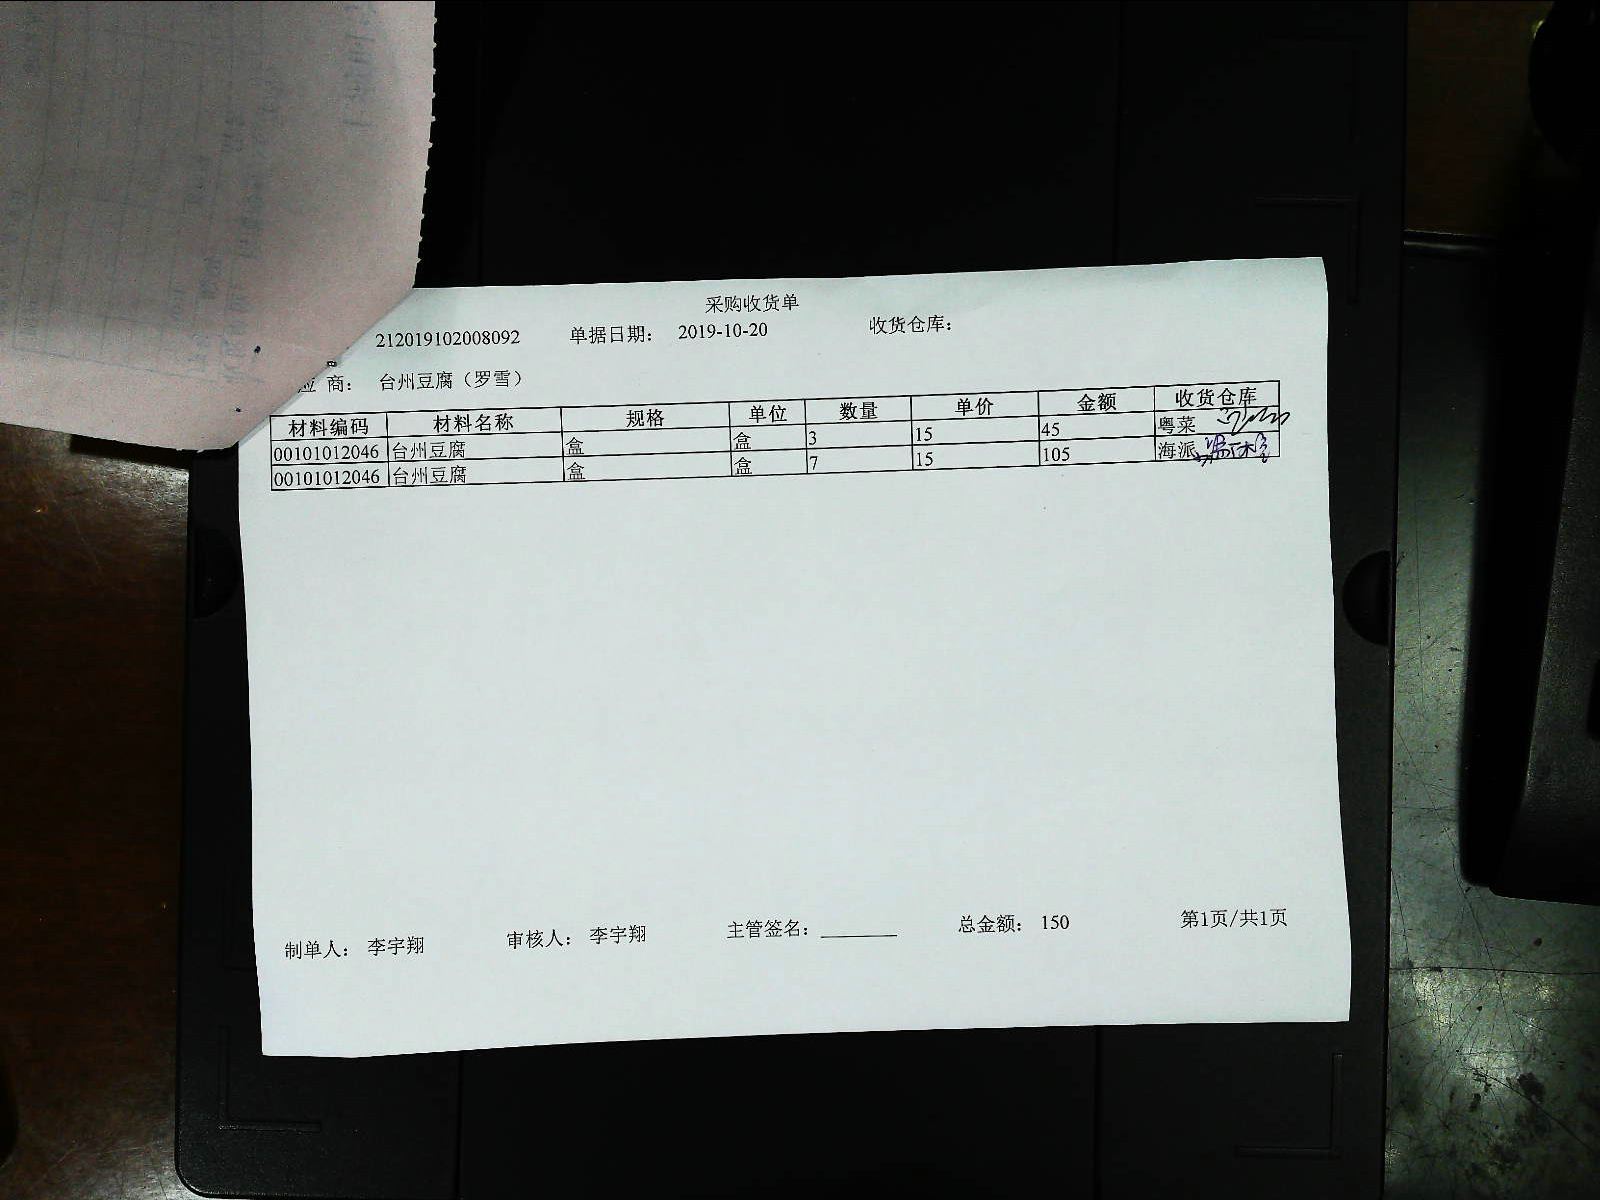 采购收货单
212019102008092 单据日期： 2019-10-20 收货仓库：
应 商： 台州豆腐（罗雪）
材料编码 材料名称 规格 单位 数量 单价 金额 收货仓库
00101012046 台州豆腐 盒 盒 3 15 45 粤菜
00101012046 台州豆腐 盒 盒 7 15 105 海派
制单人： 李宇翔 审核人： 李宇翔 主管签名：________ 总金额： 150 第1页/共1页